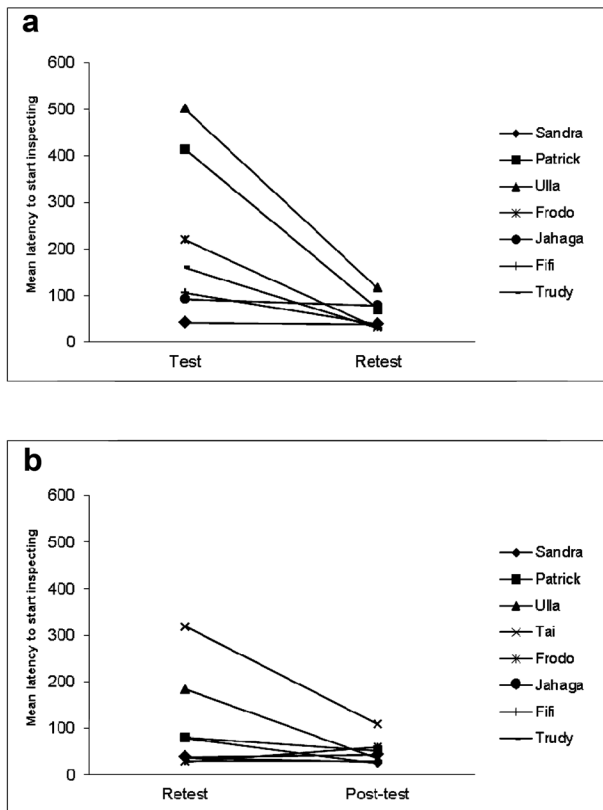 a
Mean latency to start inspecting
600
500
400
300
200
100
0
Test Retest
Sandra
Patrick
Ulla
Frodo
Jahaga
Fifi
Trudy
b
Mean latency to start inspecting
600
500
400
300
200
100
0
Retest Post-test
Sandra
Patrick
Ulla
Tai
Frodo
Jahaga
Fifi
Trudy